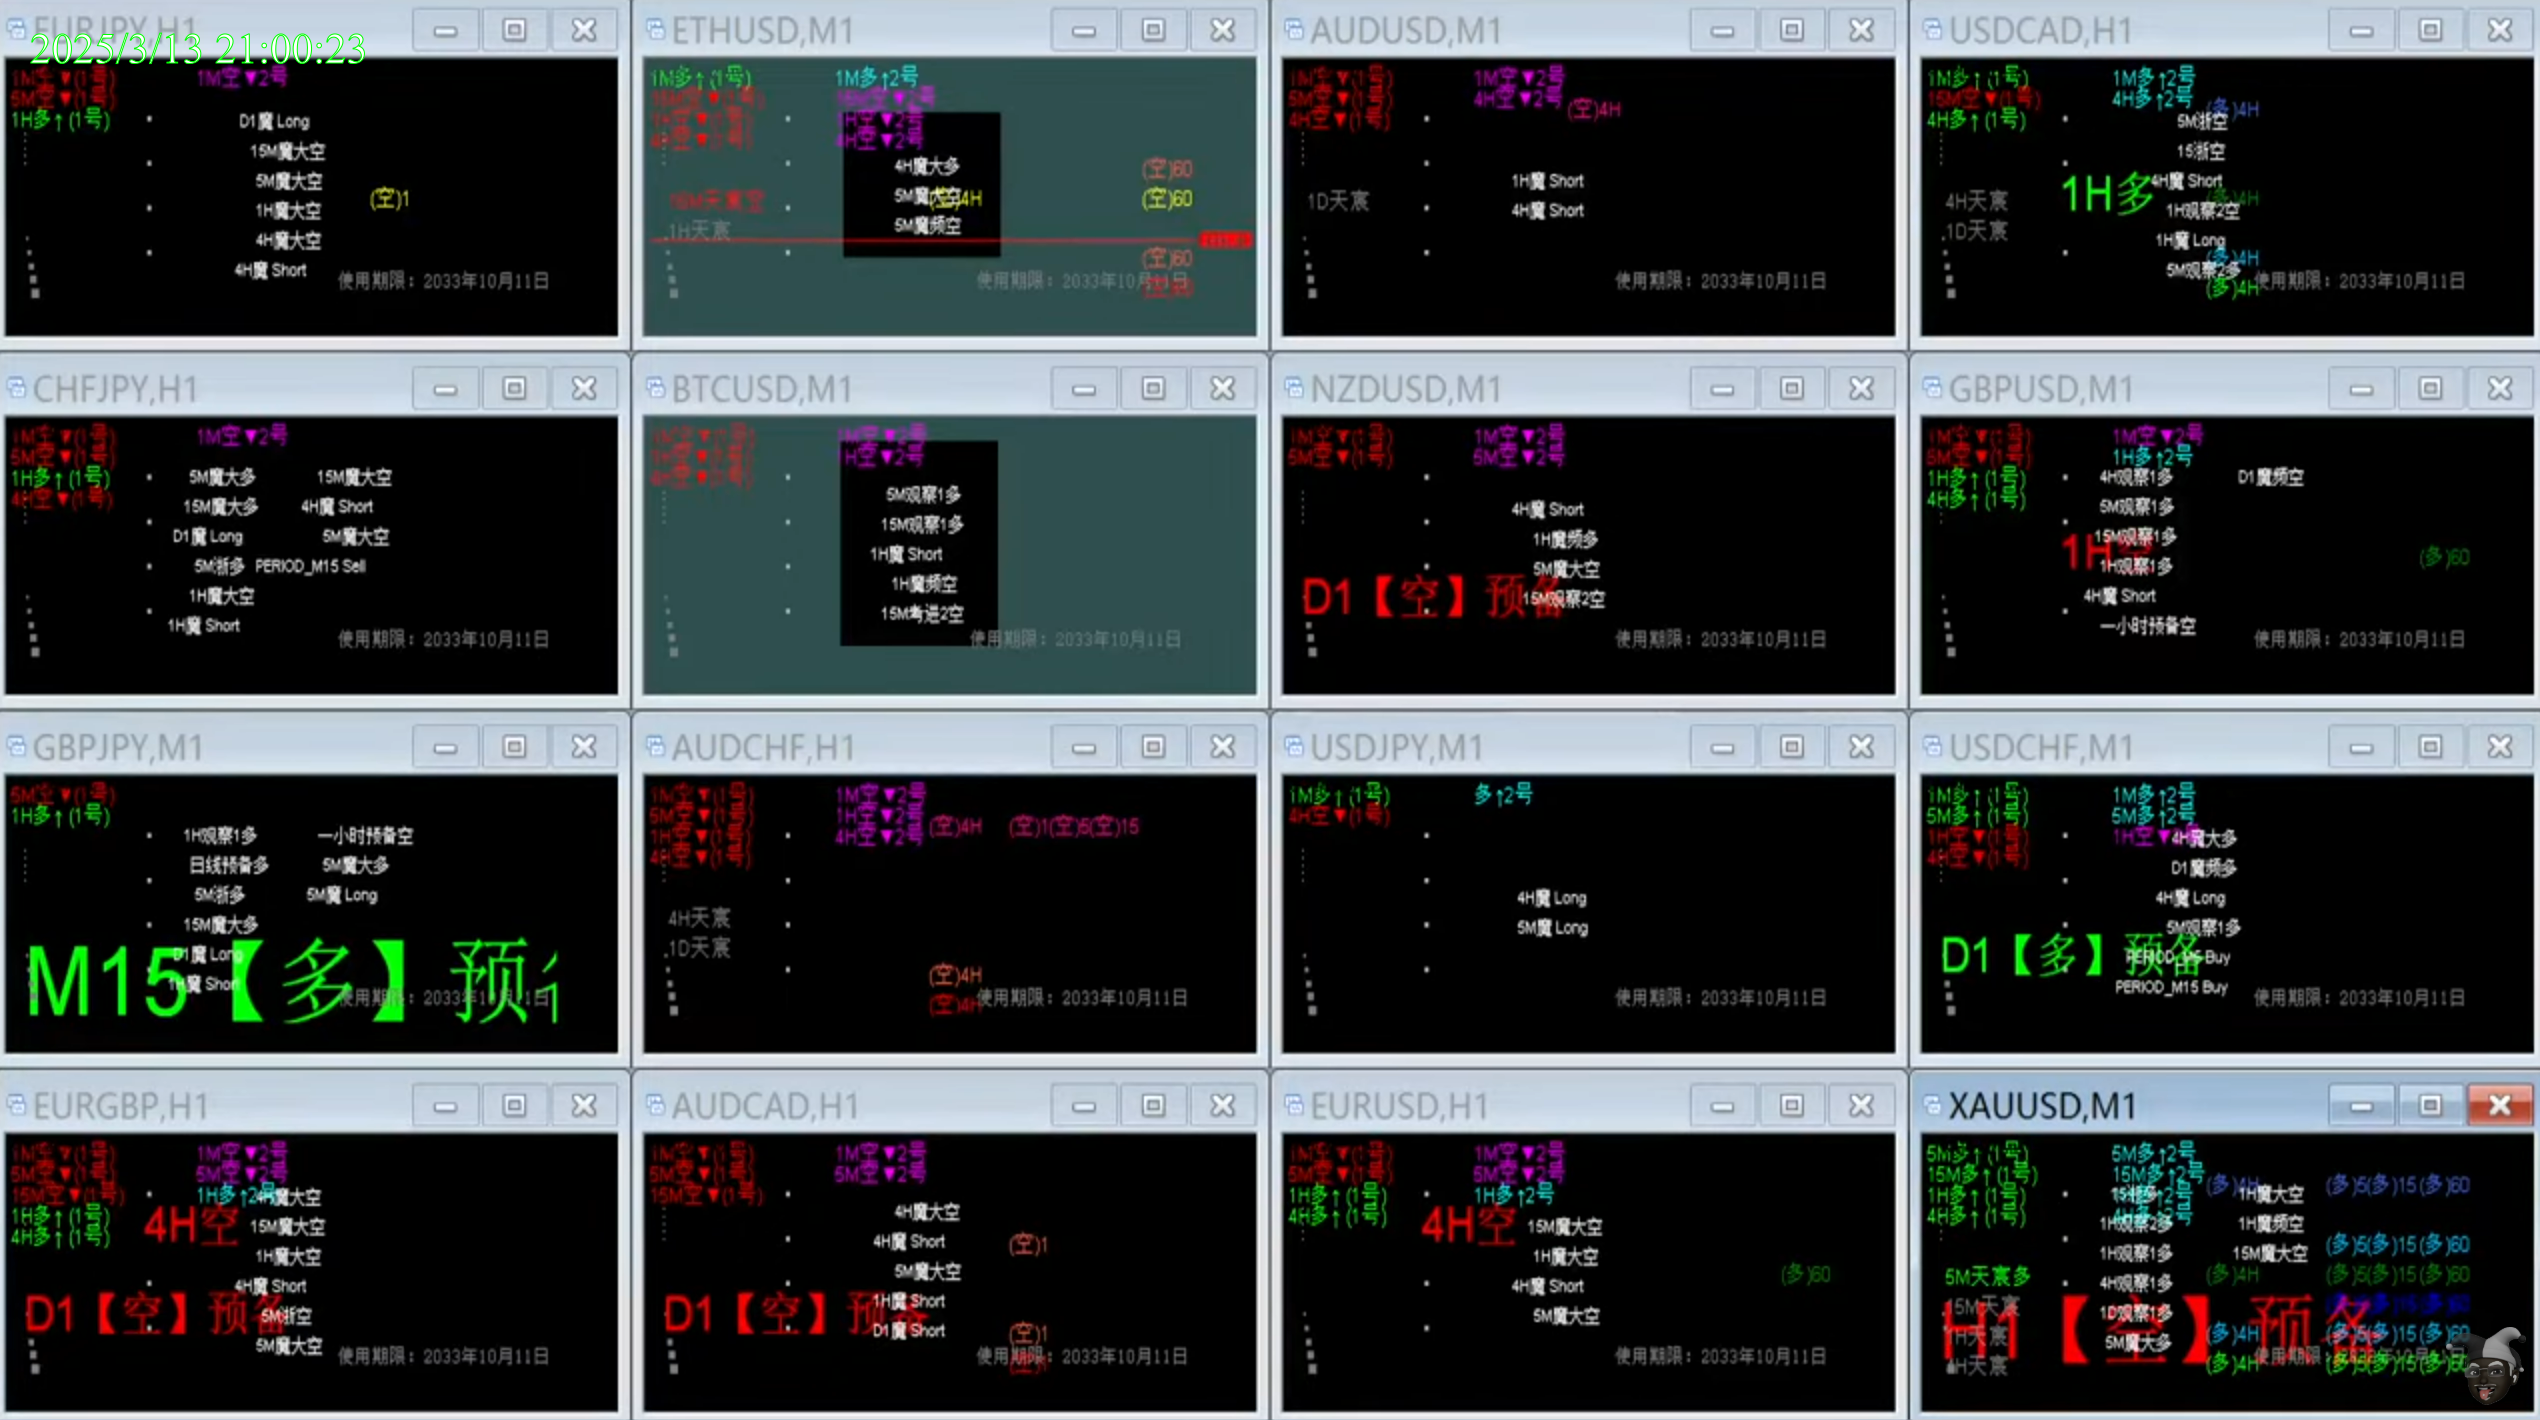 EURJPY,H1
2025/3/13 21:00:23
1M空▼(1号)
5M空▼(1号)
1H多↑(1号)
1M空▼2号
D1魔 Long
15M魔大空
5M魔大空
1H魔大空
4H魔大空
4H魔 Short
(空)1
使用期限：2033年10月11日
ETHUSD,M1
1M多↑(1号)
15M空▼(1号)
1H空▼(1号)
4H空▼(1号)
1M多↑2号
15M空▼2号
1H空▼2号
4H空▼2号
4H魔大多
5M魔大空
(空)4H
5M魔频空
15M天宸空
1H天宸
(空)60
(空)60
(空)60
使用期限：2033年10月11日
AUDUSD,M1
1M空▼(1号)
5M空▼(1号)
4H空▼(1号)
1M空▼2号
4H空▼2号
(空)4H
1D天宸
1H魔 Short
4H魔 Short
使用期限：2033年10月11日
USDCAD,H1
1M多↑(1号)
15M空▼(1号)
4H多↑(1号)
1M多↑2号
4H多↑2号
(多)4H
5M浙空
15浙空
4H魔 Short
1H多
(多)4H
1H观察2空
1H魔 Long
(多)4H
5M观察2多
(多)4H
4H天宸
1D天宸
使用期限：2033年10月11日
CHFJPY,H1
1M空▼(1号)
5M空▼(1号)
1H多↑(1号)
4H空▼(1号)
1M空▼2号
5M魔大多 15M魔大空
15M魔大多 4H魔 Short
D1魔 Long 5M魔大空
5M浙多 PERIOD_M15 Sell
1H魔大空
1H魔 Short
使用期限：2033年10月11日
BTCUSD,M1
1M空▼(1号)
1H空▼(1号)
4H空▼(1号)
1M空▼2号
1H空▼2号
5M观察1多
15M观察1多
1H魔 Short
1H魔频空
15M考进2空
使用期限：2033年10月11日
NZDUSD,M1
1M空▼(1号)
5M空▼(1号)
1M空▼2号
5M空▼2号
4H魔 Short
1H魔频多
5M魔大空
15M观察2空
D1【空】预备
使用期限：2033年10月11日
GBPUSD,M1
1M空▼(1号)
5M空▼(1号)
1H多↑(1号)
4H多↑(1号)
1M空▼2号
1H多↑2号
4H观察1多 D1魔频空
5M观察1多
15M观察1多
1H空
1H观察1多
4H魔 Short
一小时预备空
(多)60
使用期限：2033年10月11日
GBPJPY,M1
5M空▼(1号)
1H多↑(1号)
1H观察1多 一小时预备空
日线预备多 5M魔大多
5M浙多 5M魔 Long
15M魔大多
D1魔 Long
1H魔 Short
M15【多】预
使用期限：2033年10月11日
AUDCHF,H1
1M空▼(1号)
5M空▼(1号)
1H空▼(1号)
4H空▼(1号)
1M空▼2号
1H空▼2号
4H空▼2号
(空)4H (空)1(空)5(空)15
4H天宸
1D天宸
(空)4H
(空)4H
使用期限：2033年10月11日
USDJPY,M1
1M多↑(1号)
4H空▼(1号)
多↑2号
4H魔 Long
5M魔 Long
使用期限：2033年10月11日
USDCHF,M1
1M多↑(1号)
5M多↑(1号)
1H空▼(1号)
4H空▼(1号)
1M多↑2号
5M多↑2号
1H空▼
4H魔大多
D1魔频多
4H魔 Long
5M观察1多
PERIOD_M5 Buy
PERIOD_M15 Buy
D1【多】预备
使用期限：2033年10月11日
EURGBP,H1
1M空▼(1号)
5M空▼(1号)
15M空▼(1号)
1H多↑(1号)
4H多↑(1号)
1M空▼2号
5M空▼2号
1H多↑2号
4H魔大空
4H空
15M魔大空
1H魔大空
4H魔 Short
5M浙空
5M魔大空
D1【空】预备
使用期限：2033年10月11日
AUDCAD,H1
1M空▼(1号)
5M空▼(1号)
15M空▼(1号)
1M空▼2号
5M空▼2号
4H魔大空
4H魔 Short
5M魔大空
1H魔 Short
D1魔 Short
D1【空】预备
(空)1
(空)1
使用期限：2033年10月11日
EURUSD,H1
1M空▼(1号)
5M空▼(1号)
1H多↑(1号)
4H多↑(1号)
1M空▼2号
5M空▼2号
1H多↑2号
4H空
15M魔大空
1H魔大空
4H魔 Short
5M魔大空
(多)60
使用期限：2033年10月11日
XAUUSD,M1
5M多↑(1号)
15M多↑(1号)
1H多↑(1号)
4H多↑(1号)
5M多↑2号
15M多↑2号
(多)4H
1H魔大空
(多)5(多)15(多)60
1H观察2多
1H魔频空
1H观察1多
15M魔大空
(多)5(多)15(多)60
5M天宸多
4H观察1多
(多)4H
(多)5(多)15(多)60
15M天宸
1D观察1多
1H天宸
5M魔大多
(多)4H
(多)5(多)15(多)60
4H天宸
(多)4H
(多)5(多)15(多)60
H1【空】预备